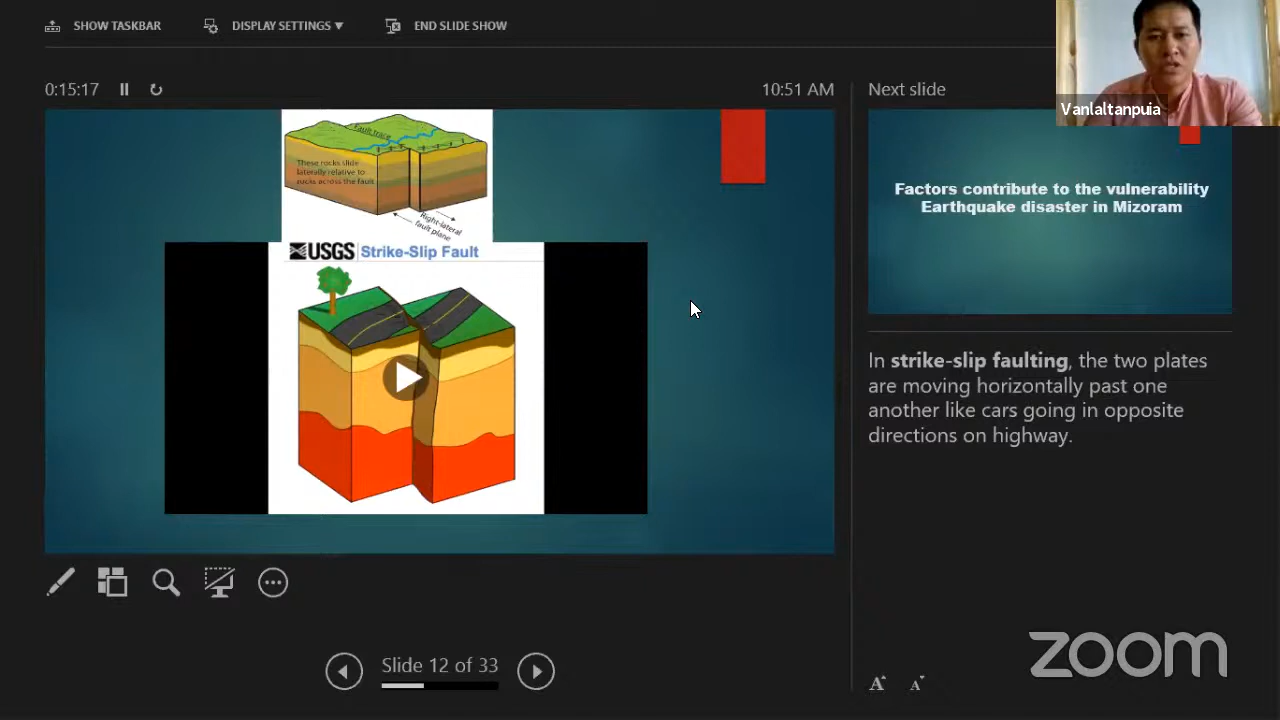 SHOW TASKBAR
DISPLAY SETTINGS ▼
END SLIDE SHOW
0:15:17
10:51 AM
Next slide
Vanlaltanpuia
Fault trace
These rocks slide
laterally relative to
rocks across the fault
Right-lateral
fault plane
USGS Strike-Slip Fault
Factors contribute to the vulnerability
Earthquake disaster in Mizoram
In strike-slip faulting, the two plates
are moving horizontally past one
another like cars going in opposite
directions on highway.
Slide 12 of 33
zoom
A A